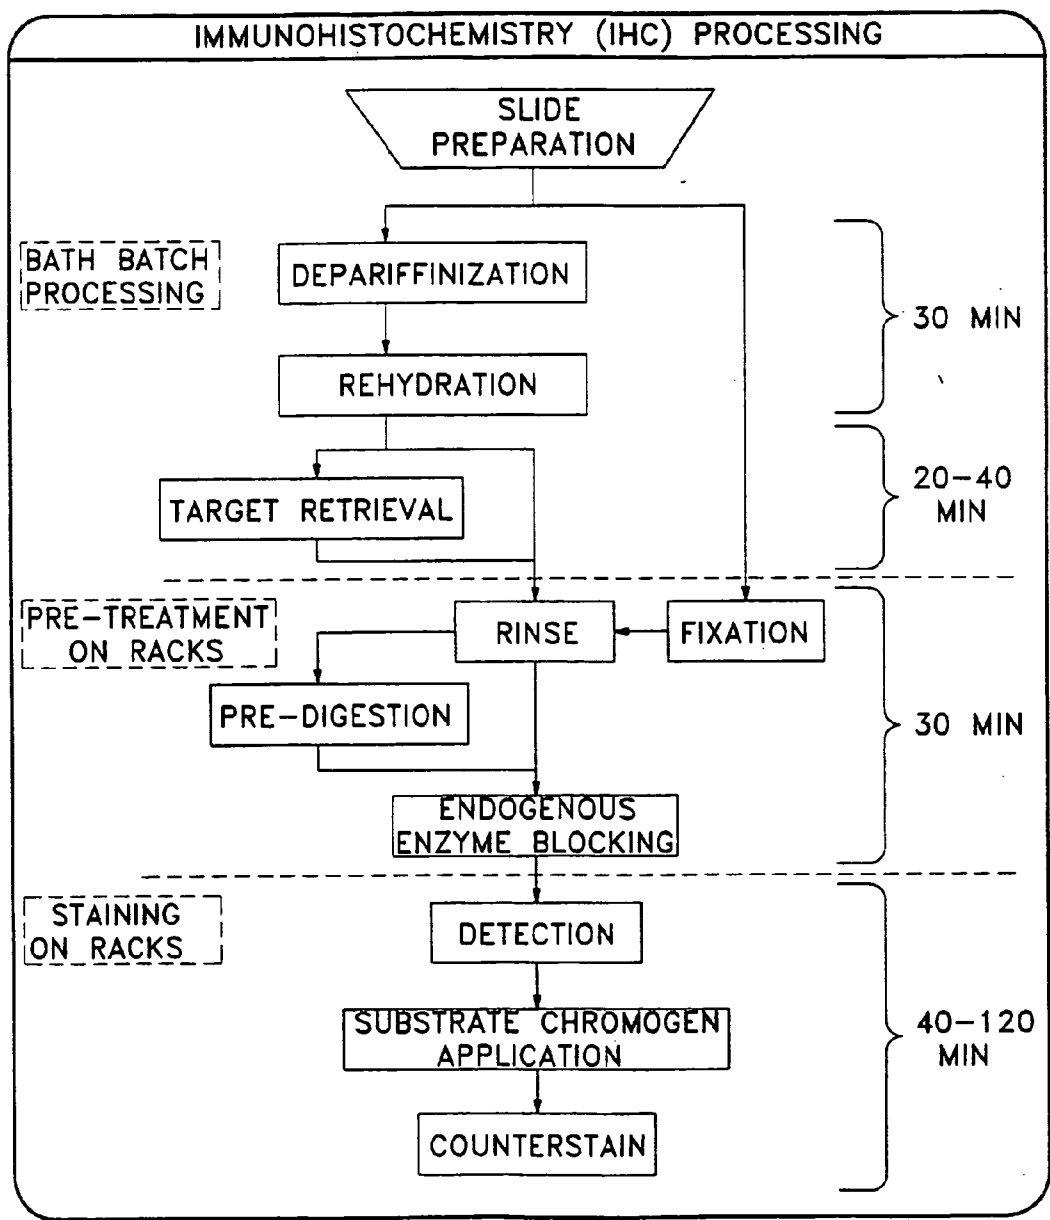 IMMUNOHISTOCHEMISTRY (IHC) PROCESSING
SLIDE
PREPARATION
BATH BATCH
PROCESSING
DEPARIFFINIZATION
30 MIN
REHYDRATION
TARGET RETRIEVAL
20-40
MIN
PRE-TREATMENT
ON RACKS
RINSE
FIXATION
PRE-DIGESTION
30 MIN
ENDOGENOUS
ENZYME BLOCKING
STAINING
ON RACKS
DETECTION
SUBSTRATE CHROMOGEN
APPLICATION
40-120
MIN
COUNTERSTAIN